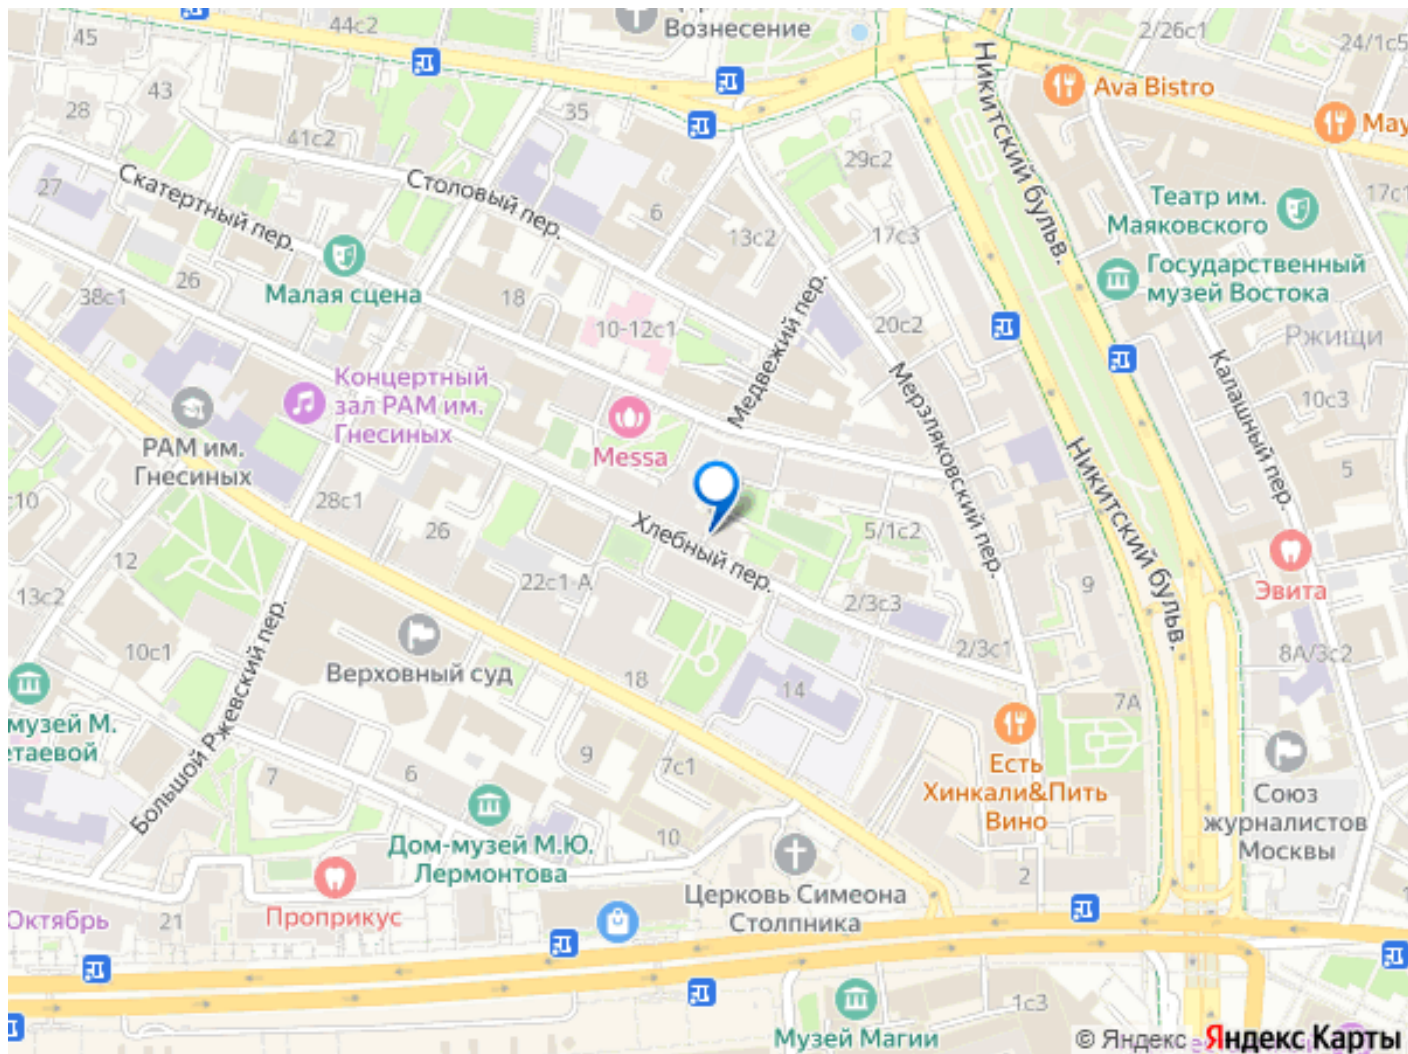 44с2
45
Вознесение
2/26с1
24/1с5
Ava Bistro
43
28
41с2
35
29с2
Мау
27
Скатертный пер.
Столовый пер.
6
13с2
17с3
Никитский бульв.
Театр им.
Маяковского
17с1
Государственный
музей Востока
26
38с1
Малая сцена
18
10-12с1
Медвежий пер.
20с2
Ржищи
Калашный пер.
10с3
5
Концертный
зал РАМ им.
Гнесиных
РАМ им.
Гнесиных
Messa
Мерзляковский пер.
Никитский бульв.
с10
28с1
26
Хлебный пер.
5/1с2
12
13с2
22с1-А
2/3с3
9
Эвита
10с1
Верховный суд
18
14
2/3с1
8А/3с2
7А
музей М.
етаевой
Большой Ржевский пер.
7
6
9
7с1
Есть
Хинкали&Пить
Вино
Союз
журналистов
Москвы
Дом-музей М.Ю.
Лермонтова
10
Церковь Симеона
Столпника
2
Проприкус
Октябрь
21
1с3
Музей Магии
© Яндекс Яндекс Карты